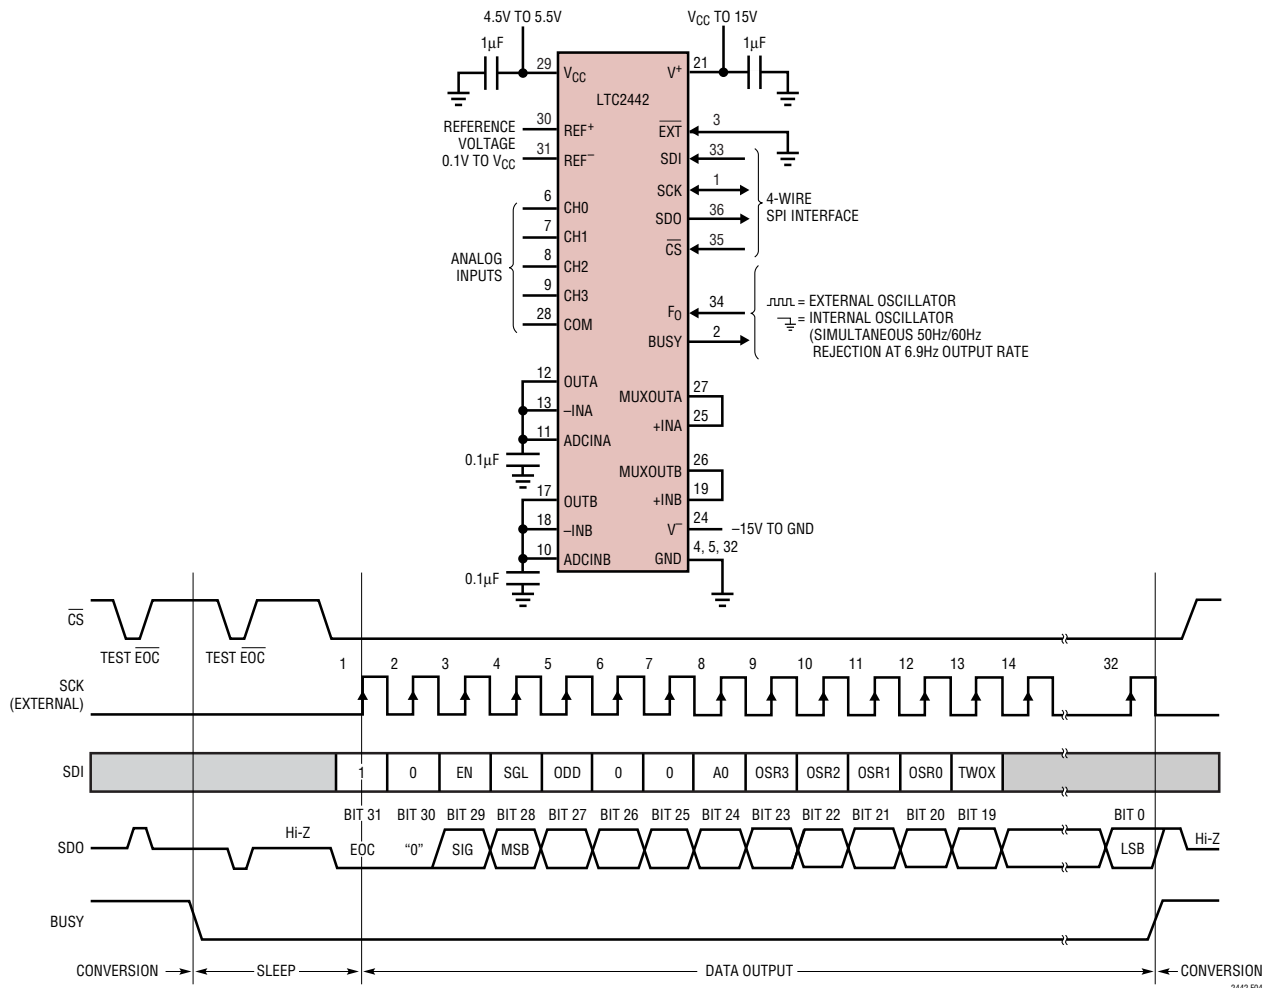 4.5V TO 5.5V
VCC TO 15V
1µF
1µF
29
VCC
V+
21
LTC2442
REFERENCE
VOLTAGE
0.1V TO VCC
30
REF+
31
REF–
EXT
3
SDI
33
SCK
1
SDO
36
CS
35
4-WIRE
SPI INTERFACE
ANALOG
INPUTS
6
CH0
7
CH1
8
CH2
9
CH3
28
COM
FO
34
BUSY
2
= EXTERNAL OSCILLATOR
= INTERNAL OSCILLATOR
(SIMULTANEOUS 50Hz/60Hz
REJECTION AT 6.9Hz OUTPUT RATE
12
OUTA
13
–INA
11
ADCINA
0.1µF
MUXOUTA
27
+INA
25
17
OUTB
18
–INB
10
ADCINB
0.1µF
MUXOUTB
26
+INB
19
V–
24
–15V TO GND
GND
4, 5, 32
CS
TEST EOC
TEST EOC
SCK
(EXTERNAL)
1 2 3 4 5 6 7 8 9 10 11 12 13 14 32
SDI
1 0 EN SGL ODD 0 0 A0 OSR3 OSR2 OSR1 OSR0 TWOX
BIT 31 BIT 30 BIT 29 BIT 28 BIT 27 BIT 26 BIT 25 BIT 24 BIT 23 BIT 22 BIT 21 BIT 20 BIT 19 BIT 0
SDO
Hi-Z
EOC “0” SIG MSB LSB
Hi-Z
BUSY
CONVERSION SLEEP DATA OUTPUT CONVERSION
2442 F04